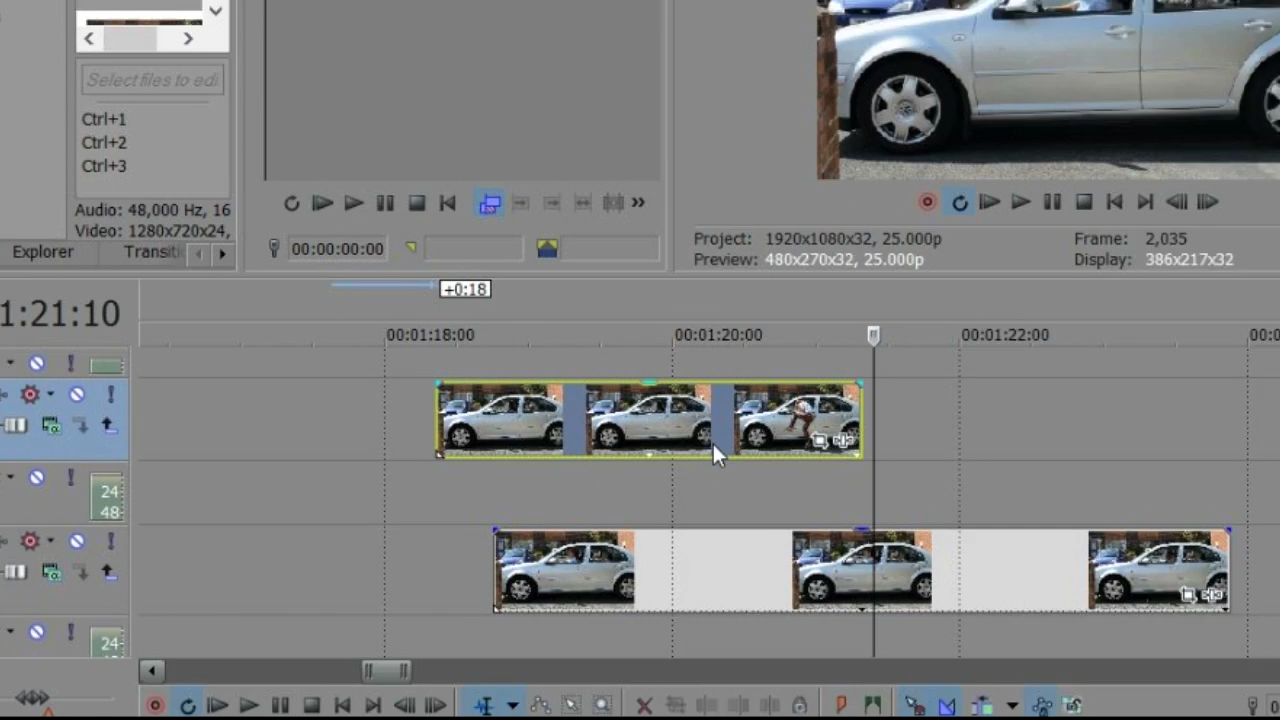 Select files to edi
Ctrl+1
Ctrl+2
Ctrl+3
Audio: 48,000 Hz, 16
Video: 1280x720x24,
Explorer
Transiti
00:00:00:00
Project: 1920x1080x32, 25.000p
Frame: 2,035
Preview: 480x270x32, 25.000p
Display: 386x217x32
+0:18
1:21:10
00:01:18:00
00:01:20:00
00:01:22:00
00:0
24
48
24